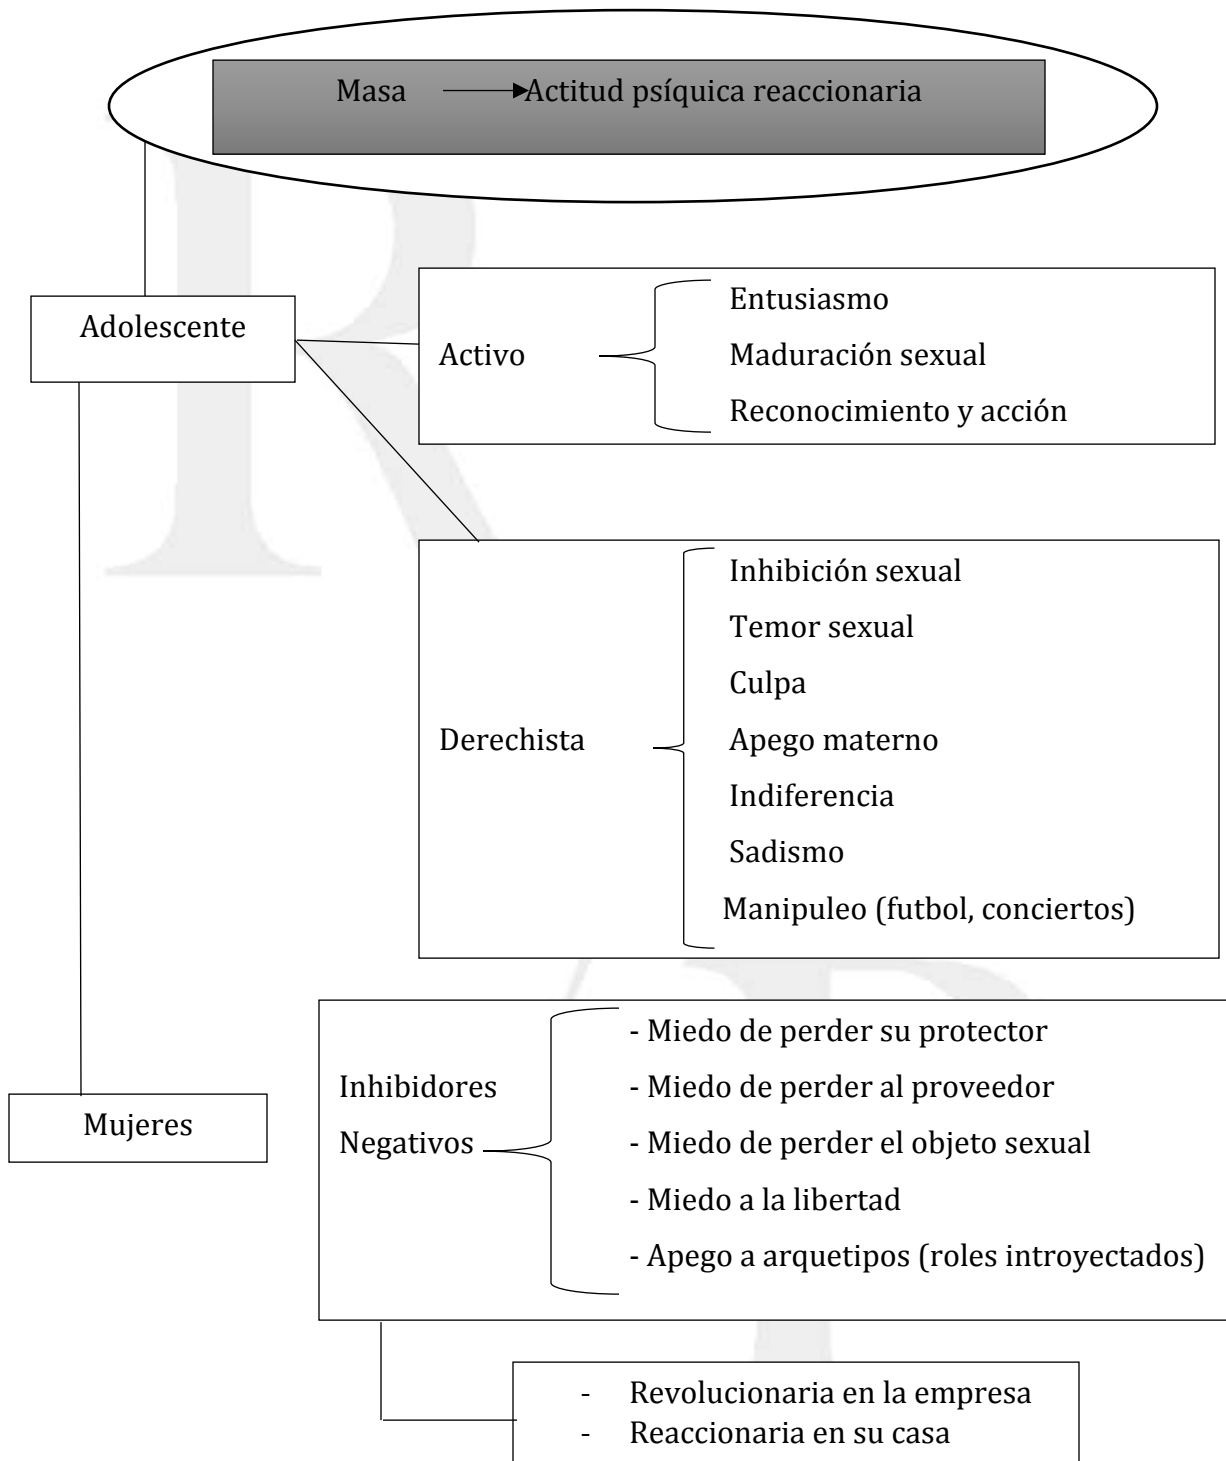 Masa Actitud psíquica reaccionaria
Adolescente
Activo
Entusiasmo
Maduración sexual
Reconocimiento y acción
Derechista
Inhibición sexual
Temor sexual
Culpa
Apego materno
Indiferencia
Sadismo
Manipuleo (futbol, conciertos)
Mujeres
Inhibidores
Negativos
- Miedo de perder su protector
- Miedo de perder al proveedor
- Miedo de perder el objeto sexual
- Miedo a la libertad
- Apego a arquetipos (roles introyectados)
- Revolucionaria en la empresa
- Reaccionaria en su casa